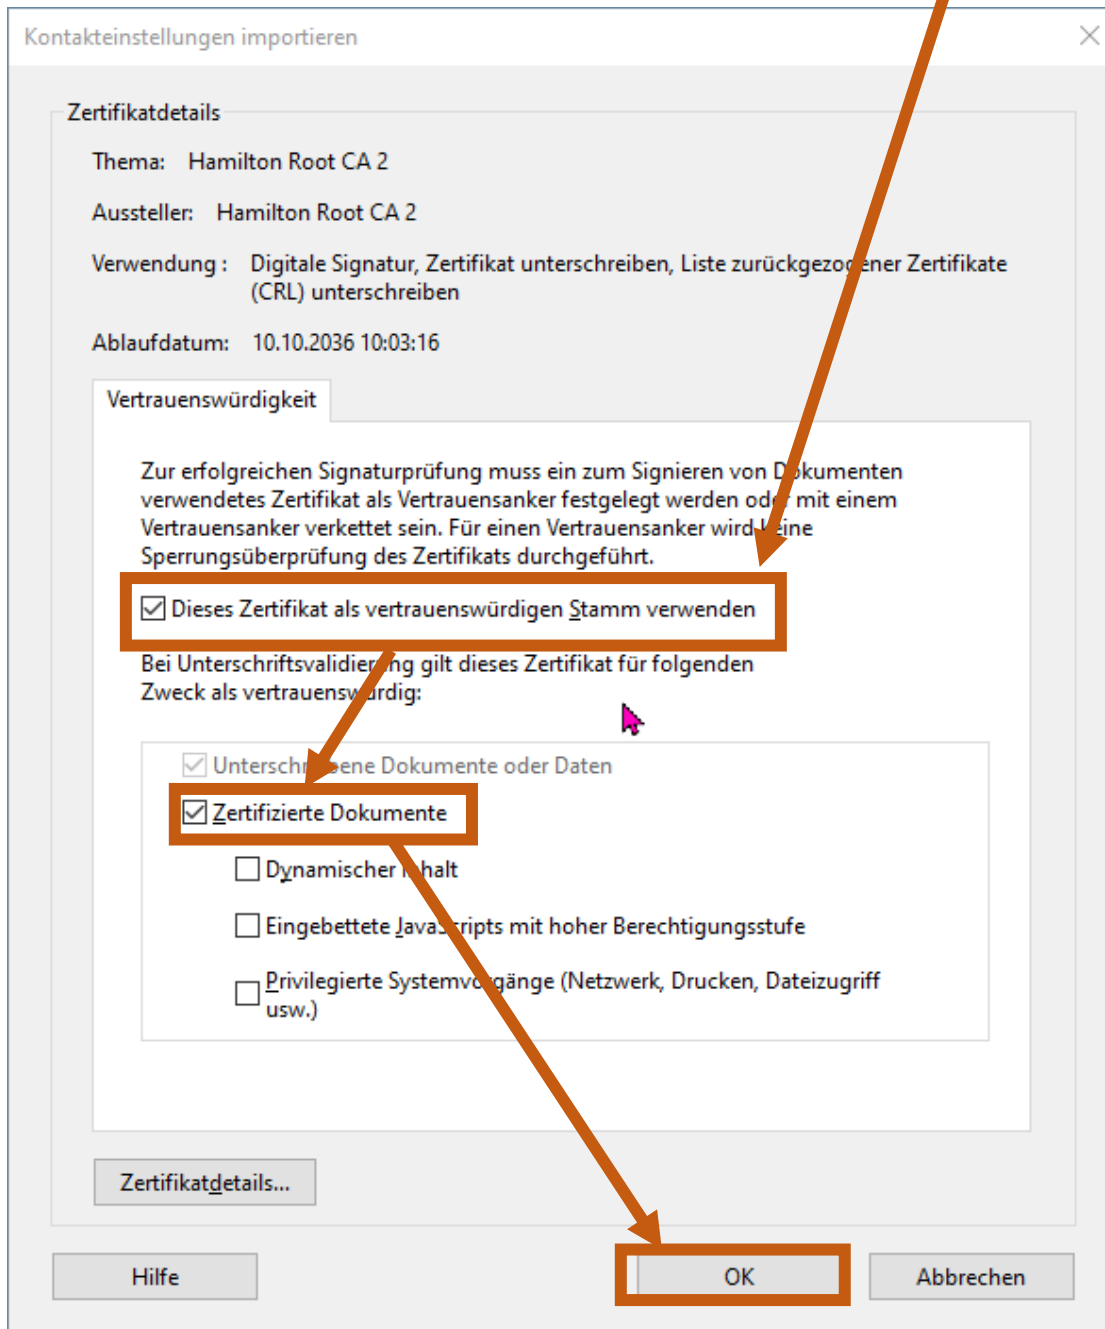 Kontakteinstellungen importieren
Zertifikatdetails
Thema: Hamilton Root CA 2
Aussteller: Hamilton Root CA 2
Verwendung : Digitale Signatur, Zertifikat unterschreiben, Liste zurückgezogener Zertifikate
(CRL) unterschreiben
Ablaufdatum: 10.10.2036 10:03:16
Vertrauenswürdigkeit
Zur erfolgreichen Signaturprüfung muss ein zum Signieren von Dokumenten
verwendetes Zertifikat als Vertrauensanker festgelegt werden oder mit einem
Vertrauensanker verkettet sein. Für einen Vertrauensanker wird keine
Sperrungsüberprüfung des Zertifikats durchgeführt.
Dieses Zertifikat als vertrauenswürdigen Stamm verwenden
Bei Unterschriftsvalidierung gilt dieses Zertifikat für folgenden
Zweck als vertrauenswürdig:
Unterschriebene Dokumente oder Daten
Zertifizierte Dokumente
Dynamischer Inhalt
Eingebettete JavaScripts mit hoher Berechtigungsstufe
Privilegierte Systemvorgänge (Netzwerk, Drucken, Dateizugriff
usw.)
Zertifikatdetails...
Hilfe
OK
Abbrechen